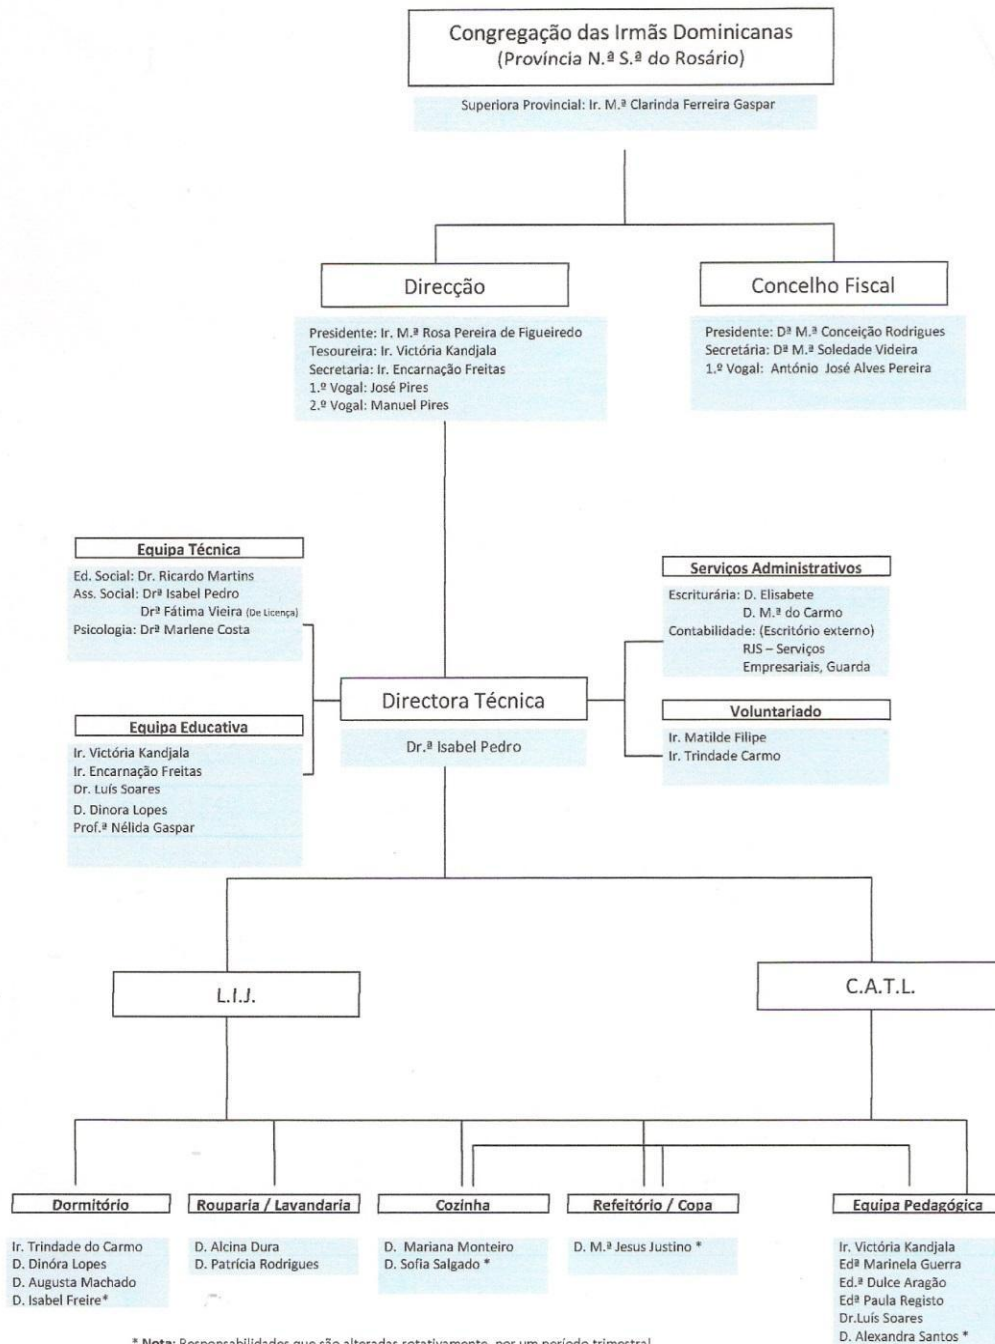 Congregação das Irmãs Dominicanas
(Província N.ª S.ª do Rosário)
Superiora Provincial: Ir. M.ª Clarinda Ferreira Gaspar
Direcção
Presidente: Ir. M.ª Rosa Pereira de Figueiredo
Tesoureira: Ir. Victória Kandjala
Secretaria: Ir. Encarnação Freitas
1.º Vogal: José Pires
2.º Vogal: Manuel Pires
Concelho Fiscal
Presidente: Dª M.ª Conceição Rodrigues
Secretária: Dª M.ª Soledade Videira
1.º Vogal: António José Alves Pereira
Equipa Técnica
Ed. Social: Dr. Ricardo Martins
Ass. Social: Drª Isabel Pedro
Drª Fátima Vieira (De Licença)
Psicologia: Drª Marlene Costa
Serviços Administrativos
Escriturária: D. Elisabete
D. M.ª do Carmo
Contabilidade: (Escritório externo)
RJS – Serviços
Empresariais, Guarda
Directora Técnica
Dr.ª Isabel Pedro
Equipa Educativa
Ir. Victória Kandjala
Ir. Encarnação Freitas
Dr. Luís Soares
D. Dinora Lopes
Prof.ª Nélida Gaspar
Voluntariado
Ir. Matilde Filipe
Ir. Trindade Carmo
L.I.J.
C.A.T.L.
Dormitório
Ir. Trindade do Carmo
D. Dinóra Lopes
D. Augusta Machado
D. Isabel Freire*
Rouparia / Lavandaria
D. Alcina Dura
D. Patrícia Rodrigues
Cozinha
D. Mariana Monteiro
D. Sofia Salgado *
Refeitório / Copa
D. M.ª Jesus Justino *
Equipa Pedagógica
Ir. Victória Kandjala
Edª Marinela Guerra
Ed.ª Dulce Aragão
Edª Paula Registo
Dr.Luís Soares
D. Alexandra Santos *
* Nota: Responsabilidades que são alteradas rotativamente, por um período trimestral